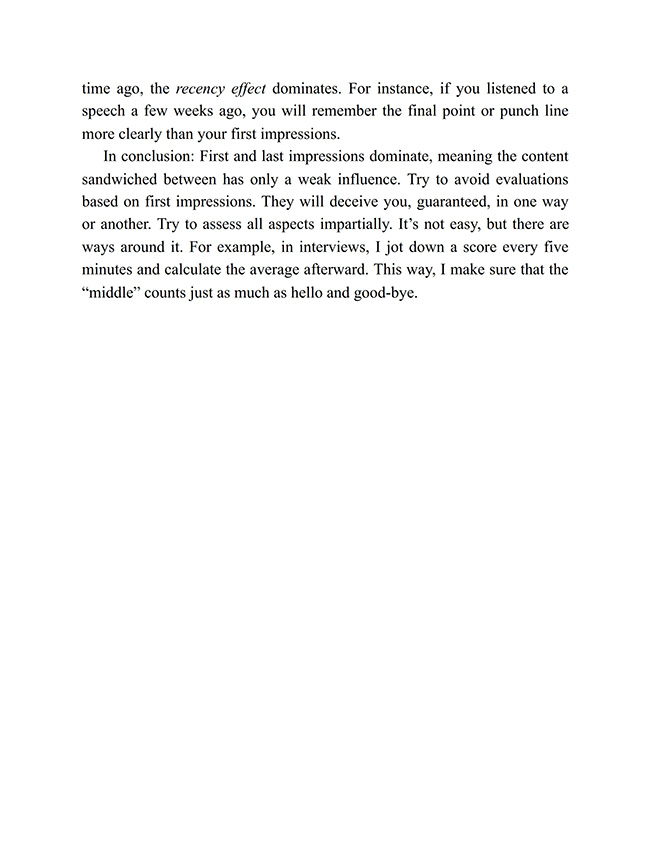 time ago, the recency effect dominates. For instance, if you listened to a
speech a few weeks ago, you will remember the final point or punch line
more clearly than your first impressions.
In conclusion: First and last impressions dominate, meaning the content
sandwiched between has only a weak influence. Try to avoid evaluations
based on first impressions. They will deceive you, guaranteed, in one way
or another. Try to assess all aspects impartially. It’s not easy, but there are
ways around it. For example, in interviews, I jot down a score every five
minutes and calculate the average afterward. This way, I make sure that the
“middle” counts just as much as hello and good-bye.